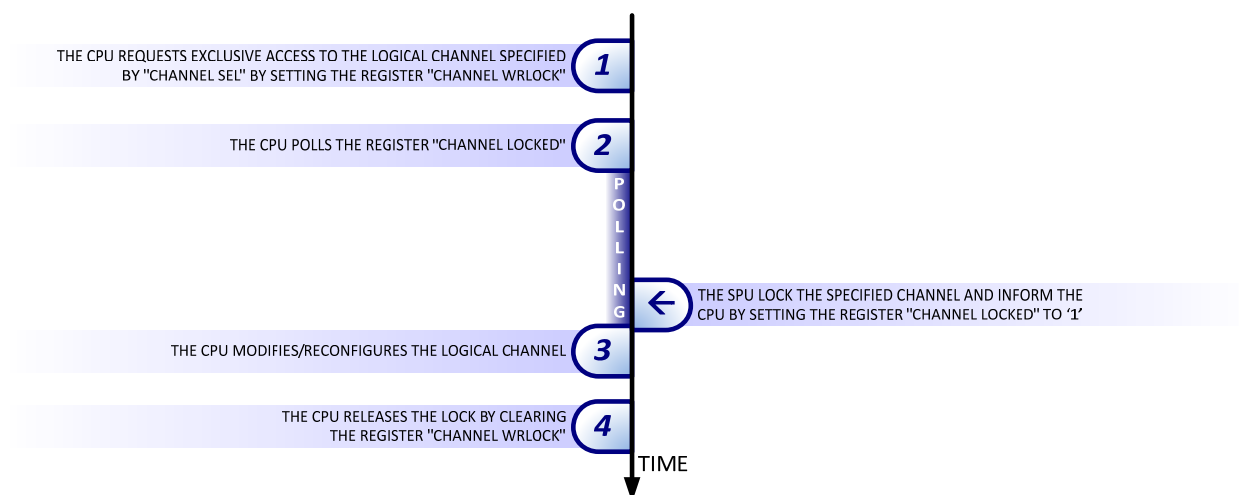 THE CPU REQUESTS EXCLUSIVE ACCESS TO THE LOGICAL CHANNEL SPECIFIED
BY "CHANNEL SEL" BY SETTING THE REGISTER "CHANNEL WRLOCK"
1
THE CPU POLLS THE REGISTER "CHANNEL LOCKED"
2
POLLING
THE SPU LOCK THE SPECIFIED CHANNEL AND INFORM THE
CPU BY SETTING THE REGISTER "CHANNEL LOCKED" TO ‘1’
THE CPU MODIFIES/RECONFIGURES THE LOGICAL CHANNEL
3
THE CPU RELEASES THE LOCK BY CLEARING
THE REGISTER "CHANNEL WRLOCK"
4
TIME